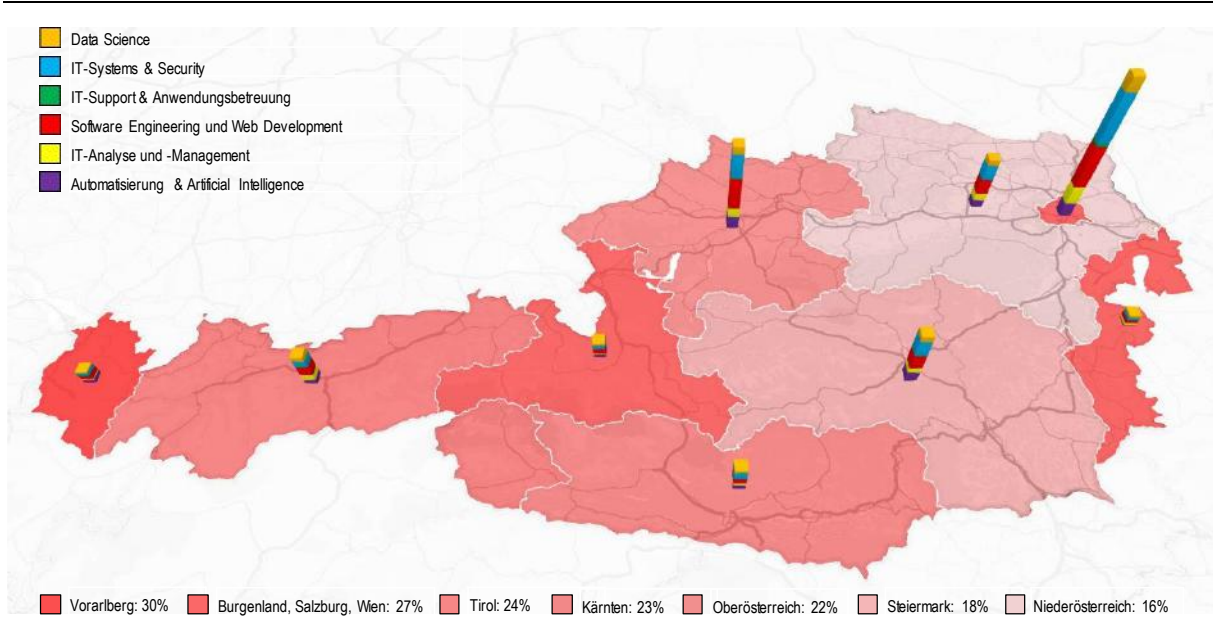 Data Science
IT-Systems & Security
IT-Support & Anwendungsbetreuung
Software Engineering und Web Development
IT-Analyse und -Management
Automatisierung & Artificial Intelligence
Vorarlberg: 30% Burgenland, Salzburg, Wien: 27% Tirol: 24% Kärnten: 23% Oberösterreich: 22% Steiermark: 18% Niederösterreich: 16%